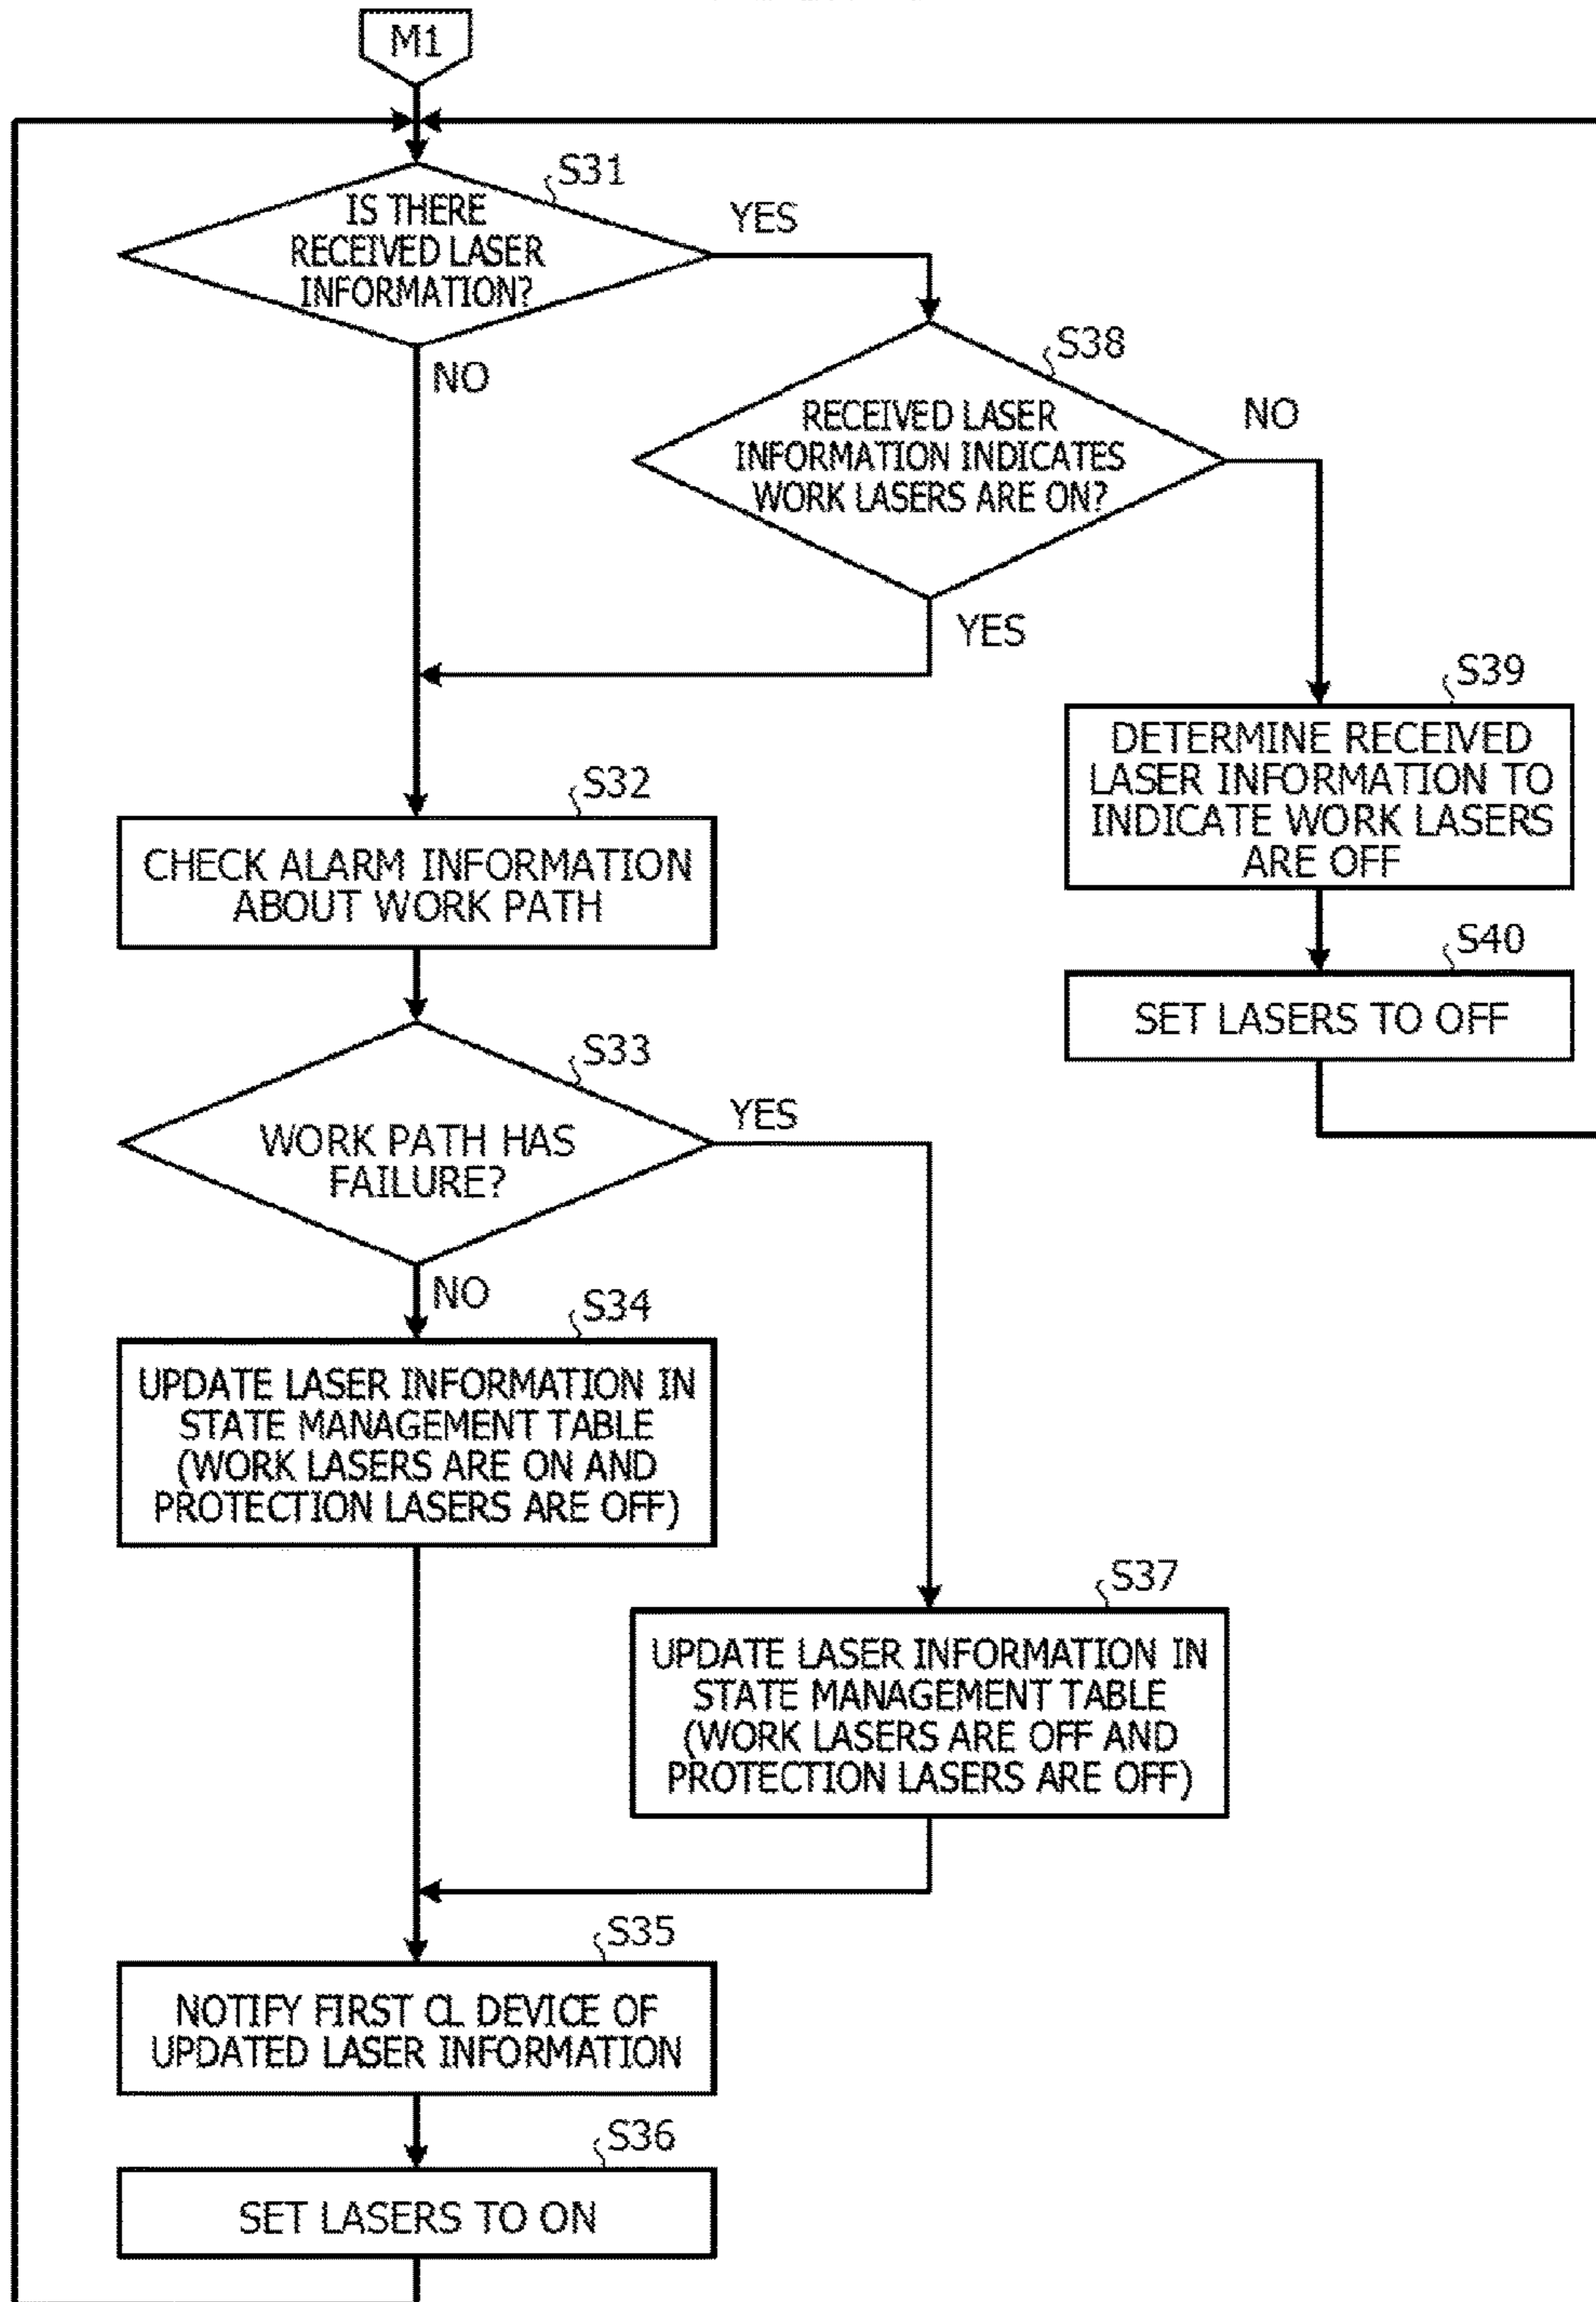 M1
S31
IS THERE
RECEIVED LASER
INFORMATION?
YES
NO
S38
RECEIVED LASER
INFORMATION INDICATES
WORK LASERS ARE ON?
NO
YES
S39
DETERMINE RECEIVED
LASER INFORMATION TO
INDICATE WORK LASERS
ARE OFF
S40
SET LASERS TO OFF
S32
CHECK ALARM INFORMATION
ABOUT WORK PATH
S33
WORK PATH HAS
FAILURE?
YES
NO
S34
UPDATE LASER INFORMATION IN
STATE MANAGEMENT TABLE
(WORK LASERS ARE ON AND
PROTECTION LASERS ARE OFF)
S37
UPDATE LASER INFORMATION IN
STATE MANAGEMENT TABLE
(WORK LASERS ARE OFF AND
PROTECTION LASERS ARE OFF)
S35
NOTIFY FIRST CL DEVICE OF
UPDATED LASER INFORMATION
S36
SET LASERS TO ON